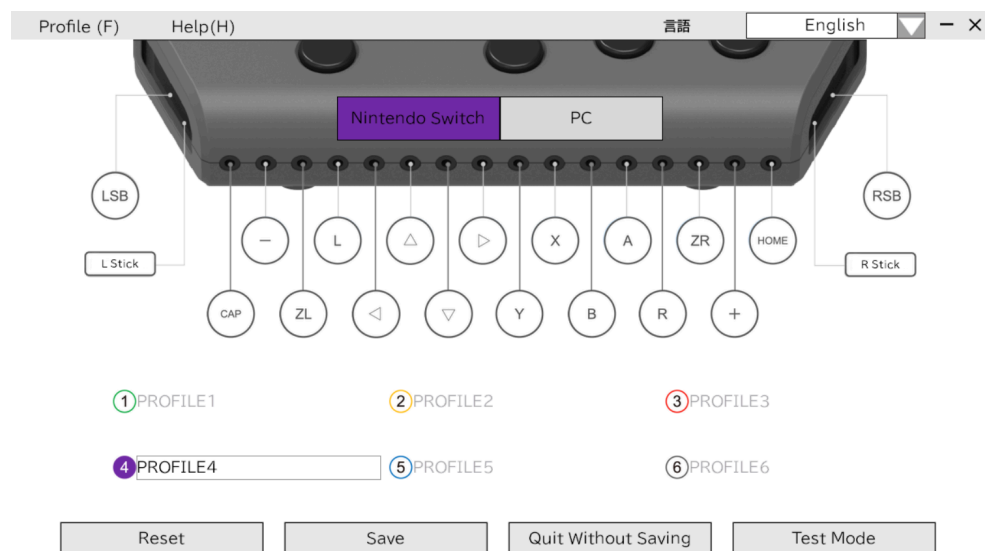 Profile (F) Help(H) 言語 English
Nintendo Switch PC
LSB RSB
− L △ ▷ X A ZR HOME
L Stick R Stick
CAP ZL ◁ ▽ Y B R +
1 PROFILE1 2 PROFILE2 3 PROFILE3
4 PROFILE4 5 PROFILE5 6 PROFILE6
Reset Save Quit Without Saving Test Mode